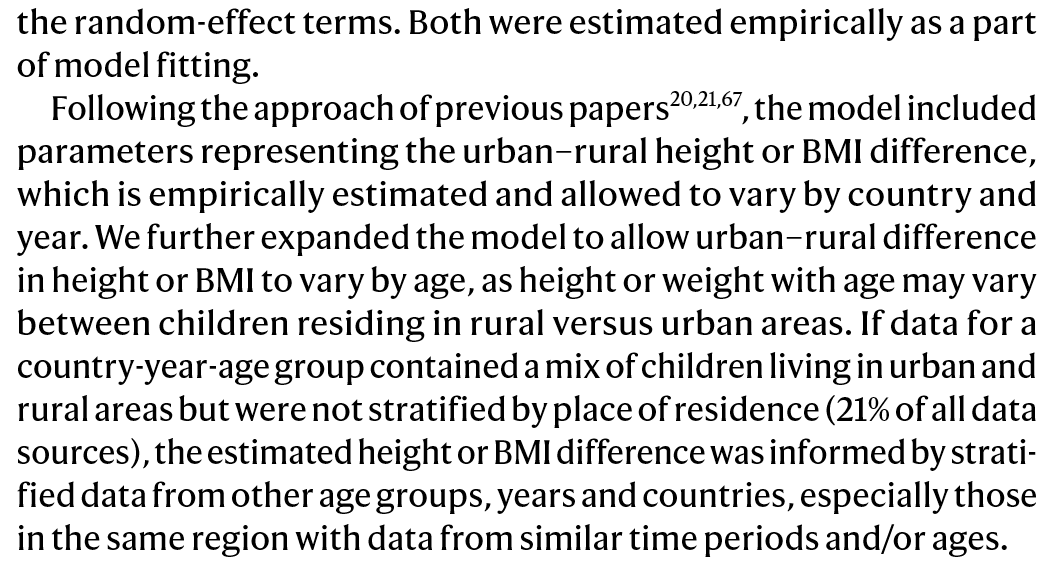 the random-effect terms. Both were estimated empirically as a part
of model fitting.
Following the approach of previous papers20,21,67, the model included
parameters representing the urban–rural height or BMI difference,
which is empirically estimated and allowed to vary by country and
year. We further expanded the model to allow urban–rural difference
in height or BMI to vary by age, as height or weight with age may vary
between children residing in rural versus urban areas. If data for a
country-year-age group contained a mix of children living in urban and
rural areas but were not stratified by place of residence (21% of all data
sources), the estimated height or BMI difference was informed by strati-
fied data from other age groups, years and countries, especially those
in the same region with data from similar time periods and/or ages.